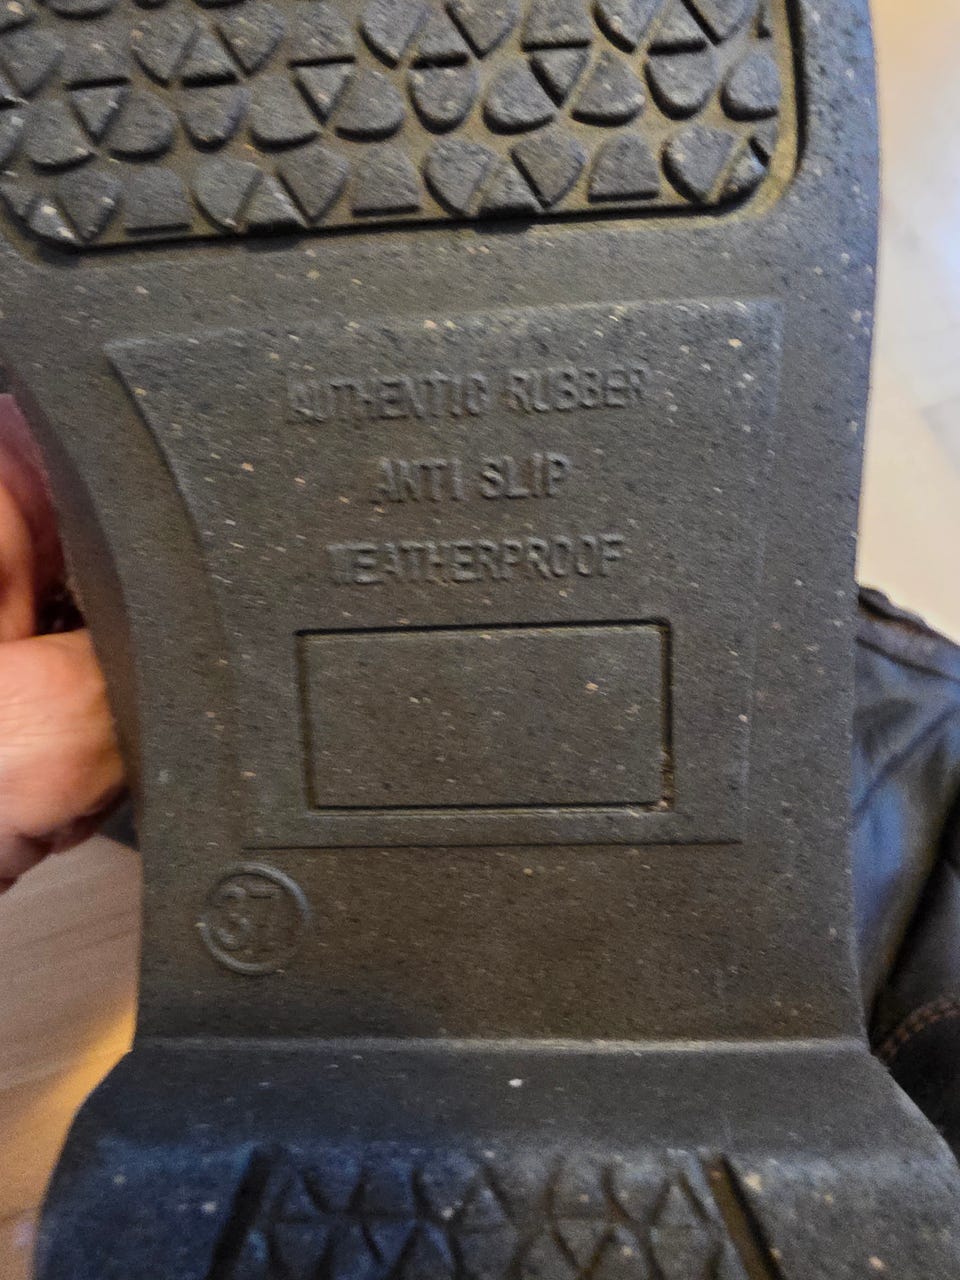 AUTHENTIC RUBBER
ANTI SLIP
WEATHERPROOF
37